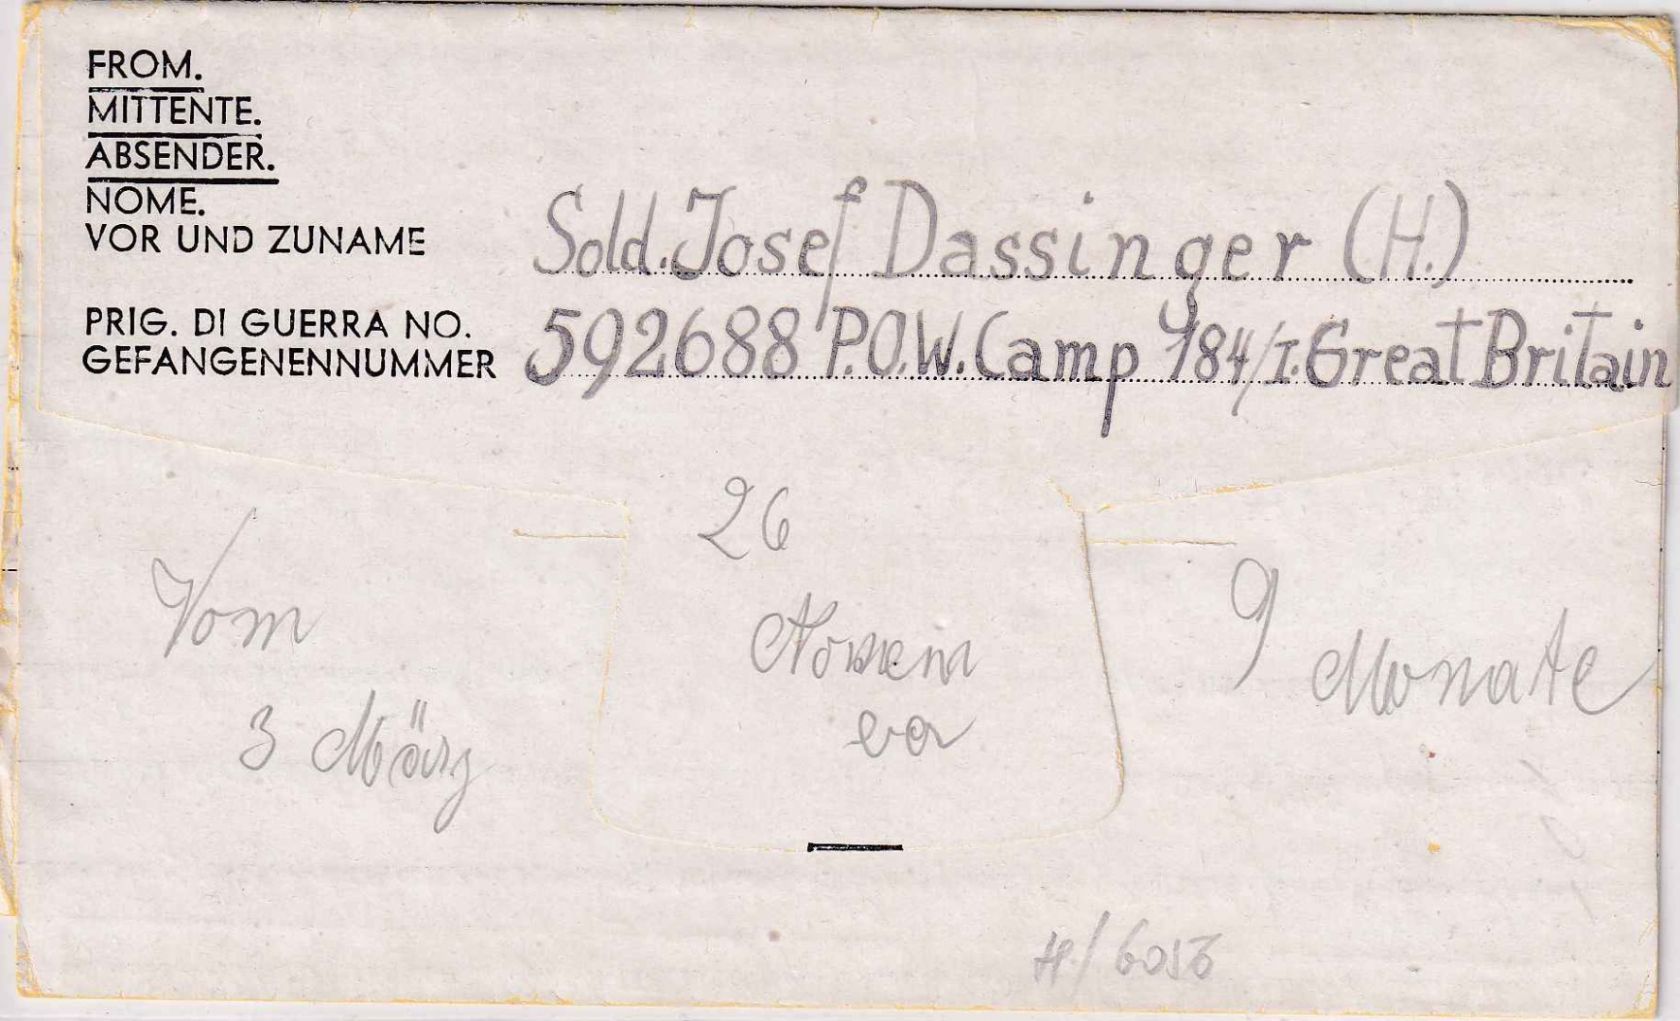 FROM.
MITTENTE.
ABSENDER.
NOME.
VOR UND ZUNAME
Sold. Josef Dassinger (H.)
PRIG. DI GUERRA NO.
GEFANGENENNUMMER
592688 P.O.W. Camp 184/I. Great Britain
Vom
3 März
26
Novem
9 Monate